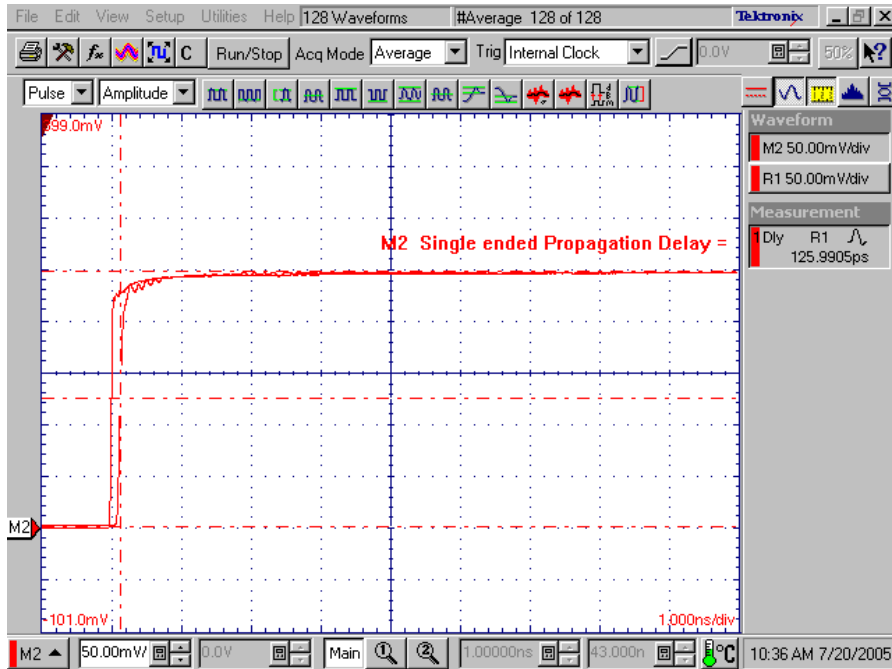 File Edit View Setup Utilities Help 128 Waveforms #Average 128 of 128 Tektronix
C Run/Stop Acq Mode Average Trig Internal Clock 0.0V 50%
Pulse Amplitude
399.0mV
Waveform
M2 50.00mV/div
R1 50.00mV/div
Measurement
1 Dly R1
125.9905ps
M2 Single ended Propagation Delay =
M2
-101.0mV
1.000ns/div
M2 50.00mV/ 0.0V Main 1 2 1.00000ns 43.000n °C 10:36 AM 7/20/2005